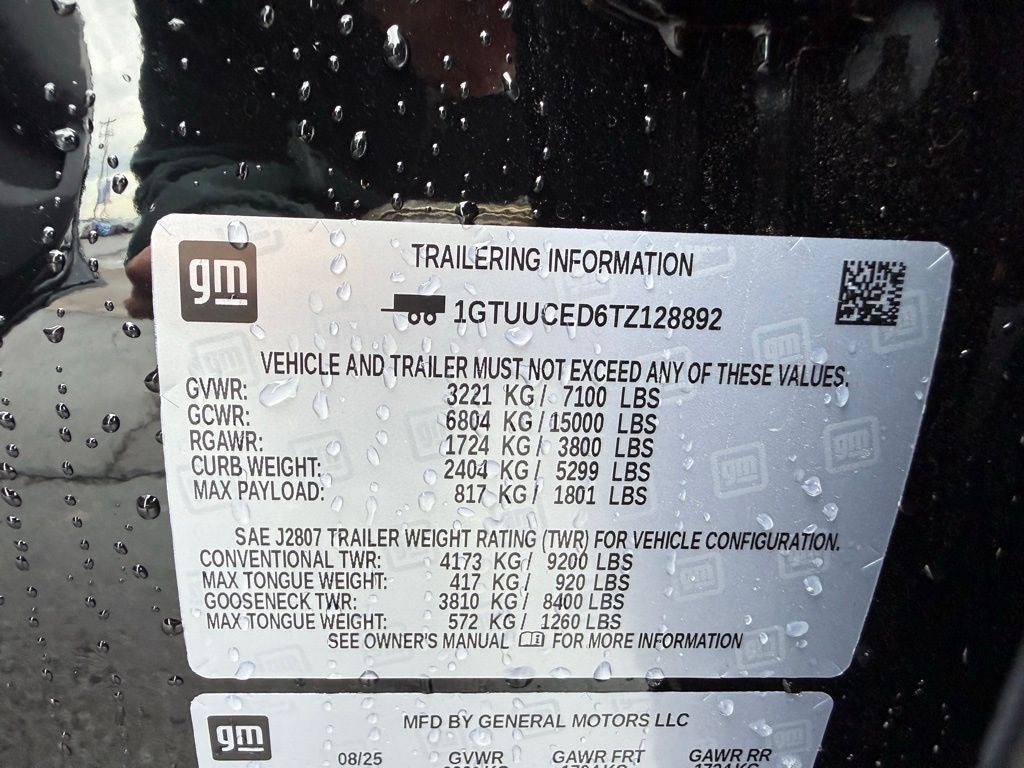 gm
TRAILERING INFORMATION
1GTUUCED6TZ128892
VEHICLE AND TRAILER MUST NOT EXCEED ANY OF THESE VALUES:
GVWR: 3221 KG/ 7100 LBS
GCWR: 6804 KG/ 15000 LBS
RGAWR: 1724 KG/ 3800 LBS
CURB WEIGHT: 2404 KG/ 5299 LBS
MAX PAYLOAD: 817 KG/ 1801 LBS
SAE J2807 TRAILER WEIGHT RATING (TWR) FOR VEHICLE CONFIGURATION.
CONVENTIONAL TWR: 4173 KG/ 9200 LBS
MAX TONGUE WEIGHT: 417 KG/ 920 LBS
GOOSENECK TWR: 3810 KG/ 8400 LBS
MAX TONGUE WEIGHT: 572 KG/ 1260 LBS
SEE OWNER'S MANUAL FOR MORE INFORMATION
gm
MFD BY GENERAL MOTORS LLC
08/25 GVWR GAWR FRT GAWR RR